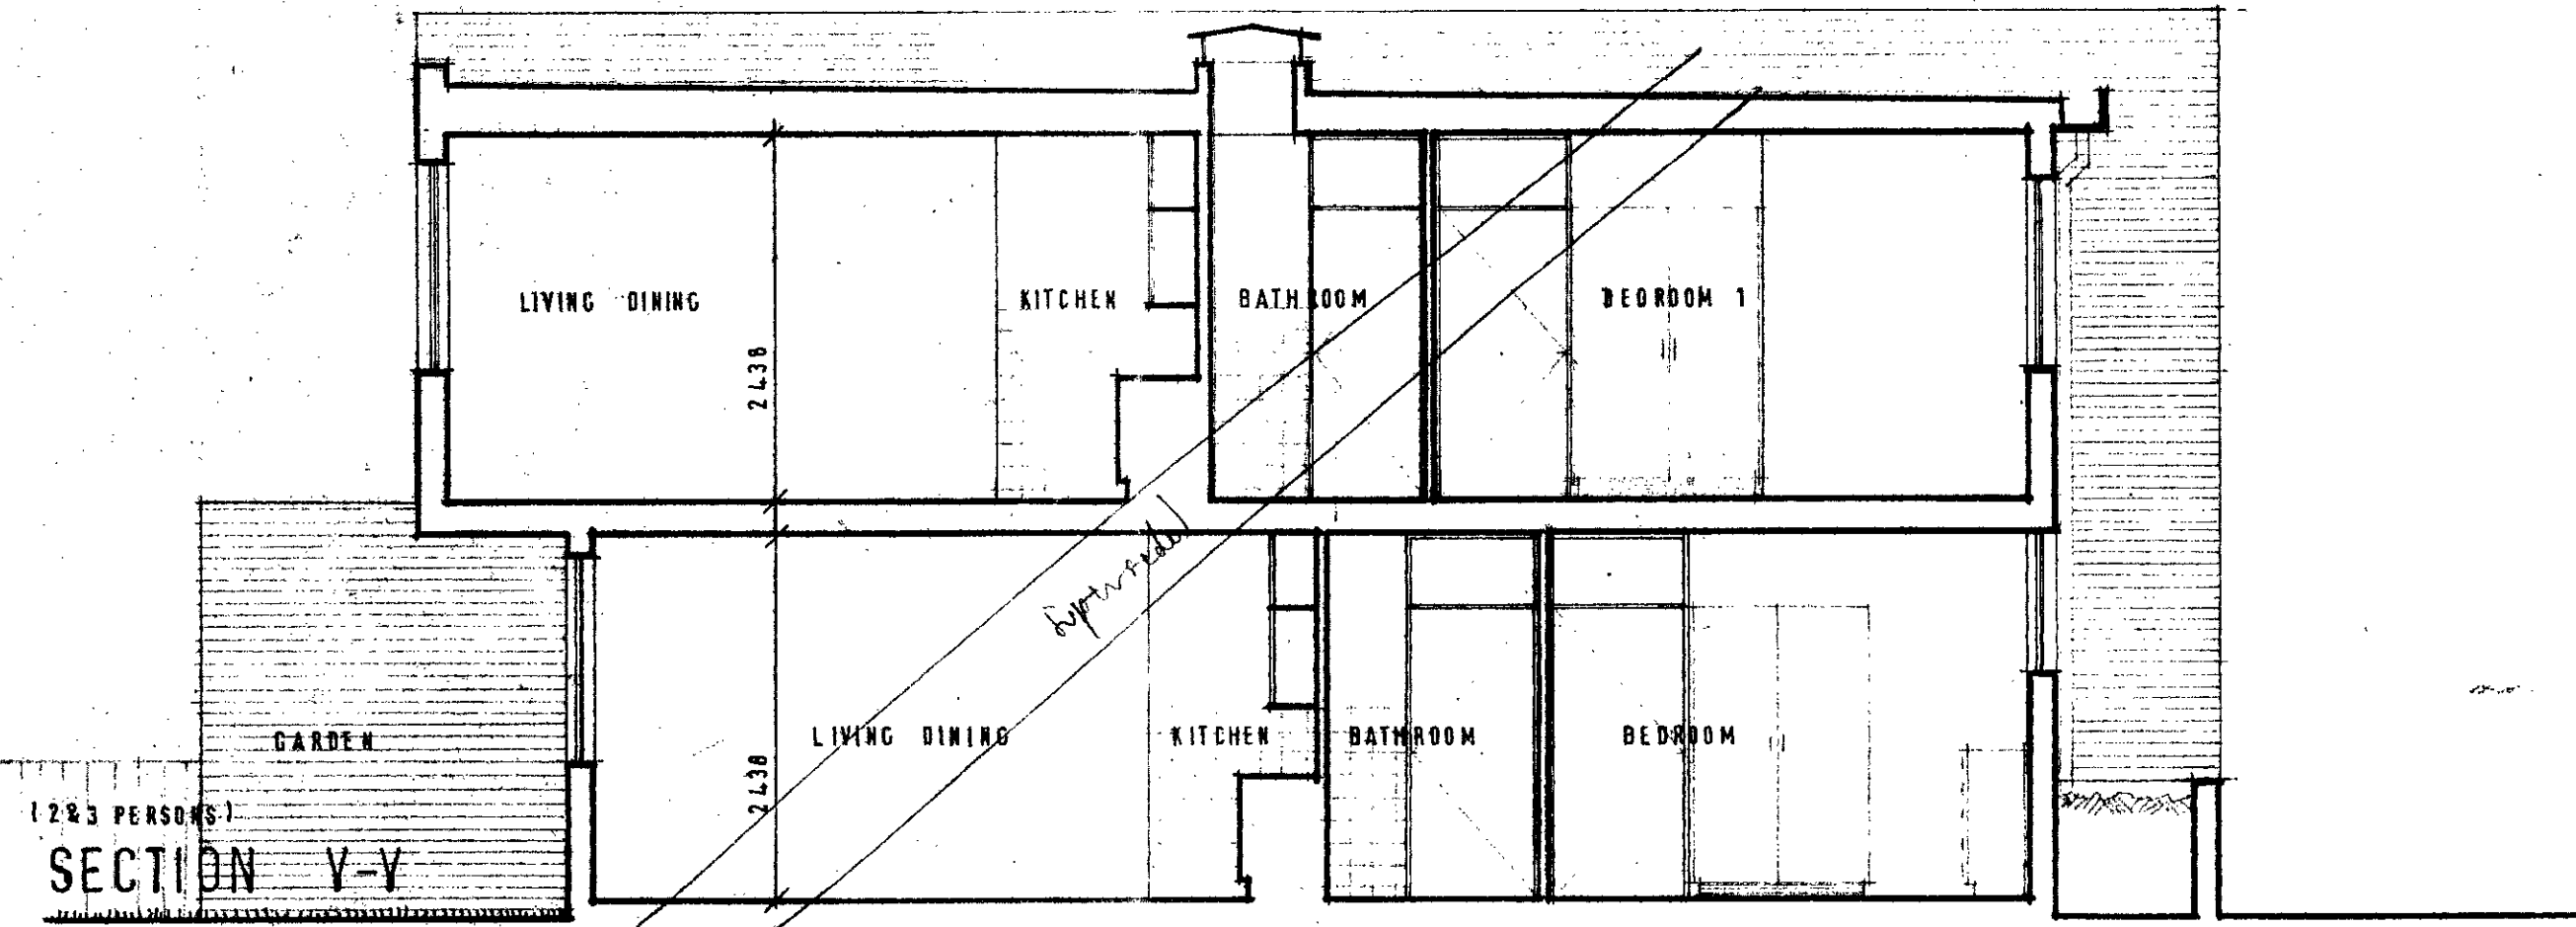 LIVING DINING
KITCHEN
BATHROOM
BEDROOM 1
2438
LIVING DINING
KITCHEN
BATHROOM
BEDROOM
2438
GARDEN
(2&3 PERSONS)
SECTION V-V